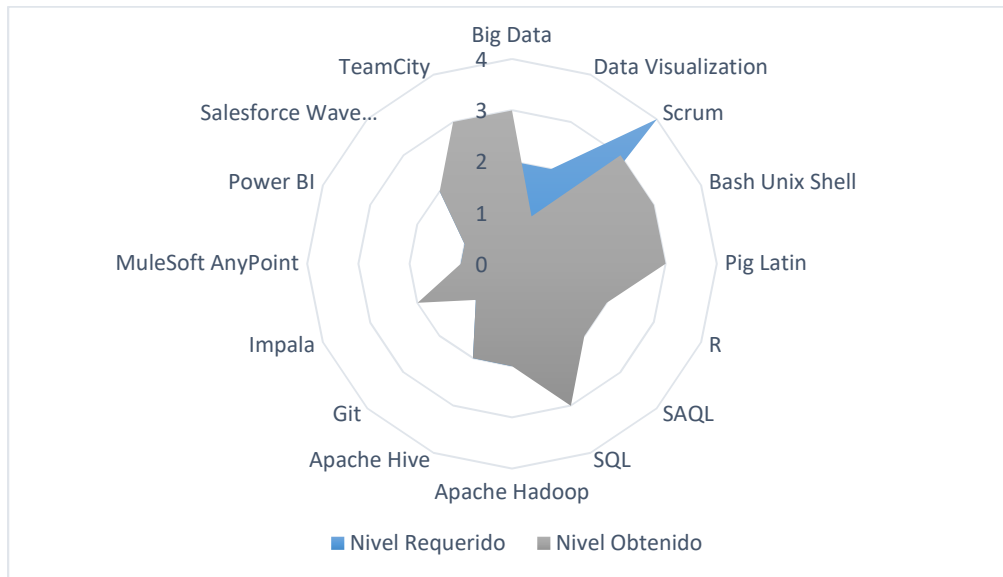 Big Data
TeamCity
Data Visualization
Salesforce Wave...
Scrum
Power BI
Bash Unix Shell
MuleSoft AnyPoint
Pig Latin
Impala
R
Git
SAQL
Apache Hive
SQL
Apache Hadoop
4
3
2
1
0
Nivel Requerido
Nivel Obtenido